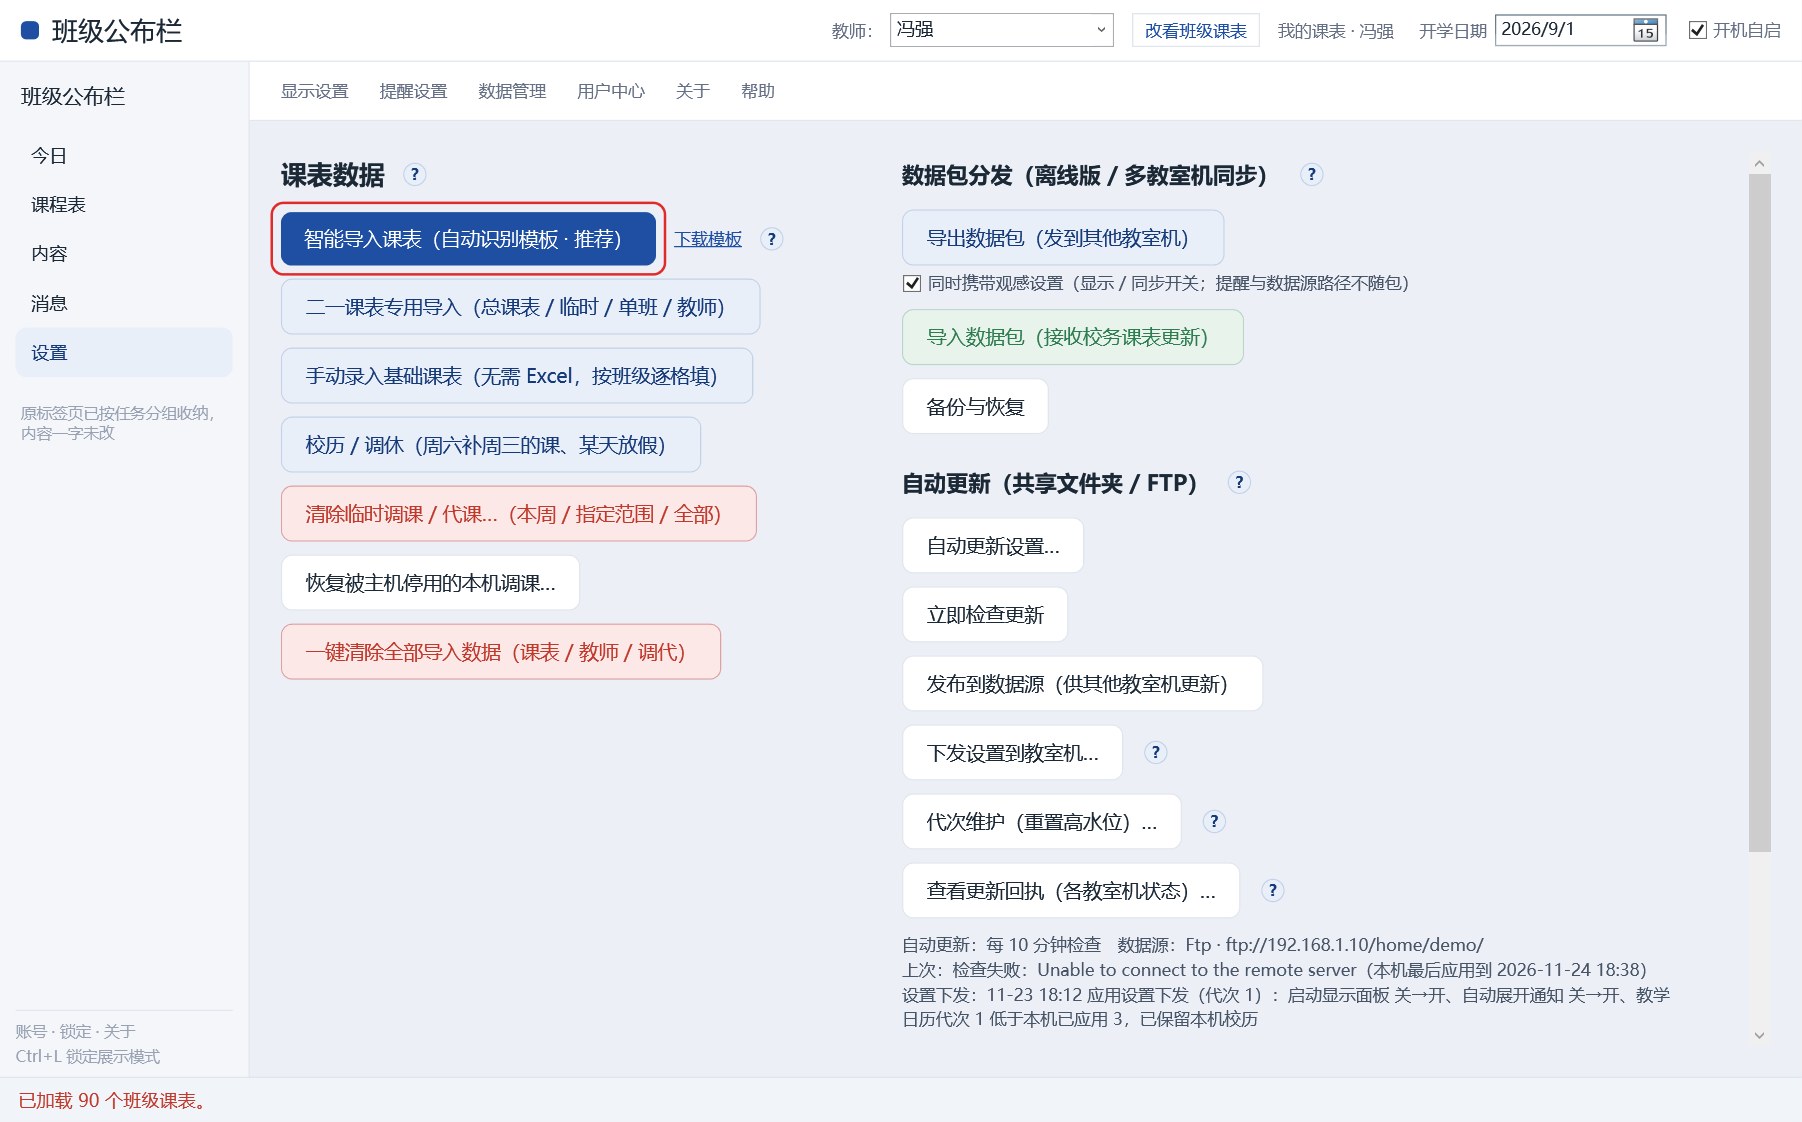 班级公布栏
教师：
冯强
改看班级课表
我的课表 · 冯强
开学日期
2026/9/1
15
开机自启
班级公布栏
今日
课程表
内容
消息
设置
原标签页已按任务分组收纳，
内容一字未改
账号 · 锁定 · 关于
Ctrl+L 锁定展示模式
显示设置
提醒设置
数据管理
用户中心
关于
帮助
课表数据
?
智能导入课表（自动识别模板 · 推荐）
下载模板
?
二一课表专用导入（总课表 / 临时 / 单班 / 教师）
手动录入基础课表（无需 Excel，按班级逐格填）
校历 / 调休（周六补周三的课、某天放假）
清除临时调课 / 代课...（本周 / 指定范围 / 全部）
恢复被主机停用的本机调课...
一键清除全部导入数据（课表 / 教师 / 调代）
数据包分发（离线版 / 多教室机同步）
?
导出数据包（发到其他教室机）
同时携带观感设置（显示 / 同步开关；提醒与数据源路径不随包）
导入数据包（接收校务课表更新）
备份与恢复
自动更新（共享文件夹 / FTP）
?
自动更新设置...
立即检查更新
发布到数据源（供其他教室机更新）
下发设置到教室机...
?
代次维护（重置高水位）...
?
查看更新回执（各教室机状态）...
?
自动更新：每 10 分钟检查　数据源：Ftp · ftp://192.168.1.10/home/demo/
上次：检查失败：Unable to connect to the remote server（本机最后应用到 2026-11-24 18:38）
设置下发：11-23 18:12 应用设置下发（代次 1）：启动显示面板 关→开、自动展开通知 关→开、教学
日历代次 1 低于本机已应用 3，已保留本机校历
已加载 90 个班级课表。